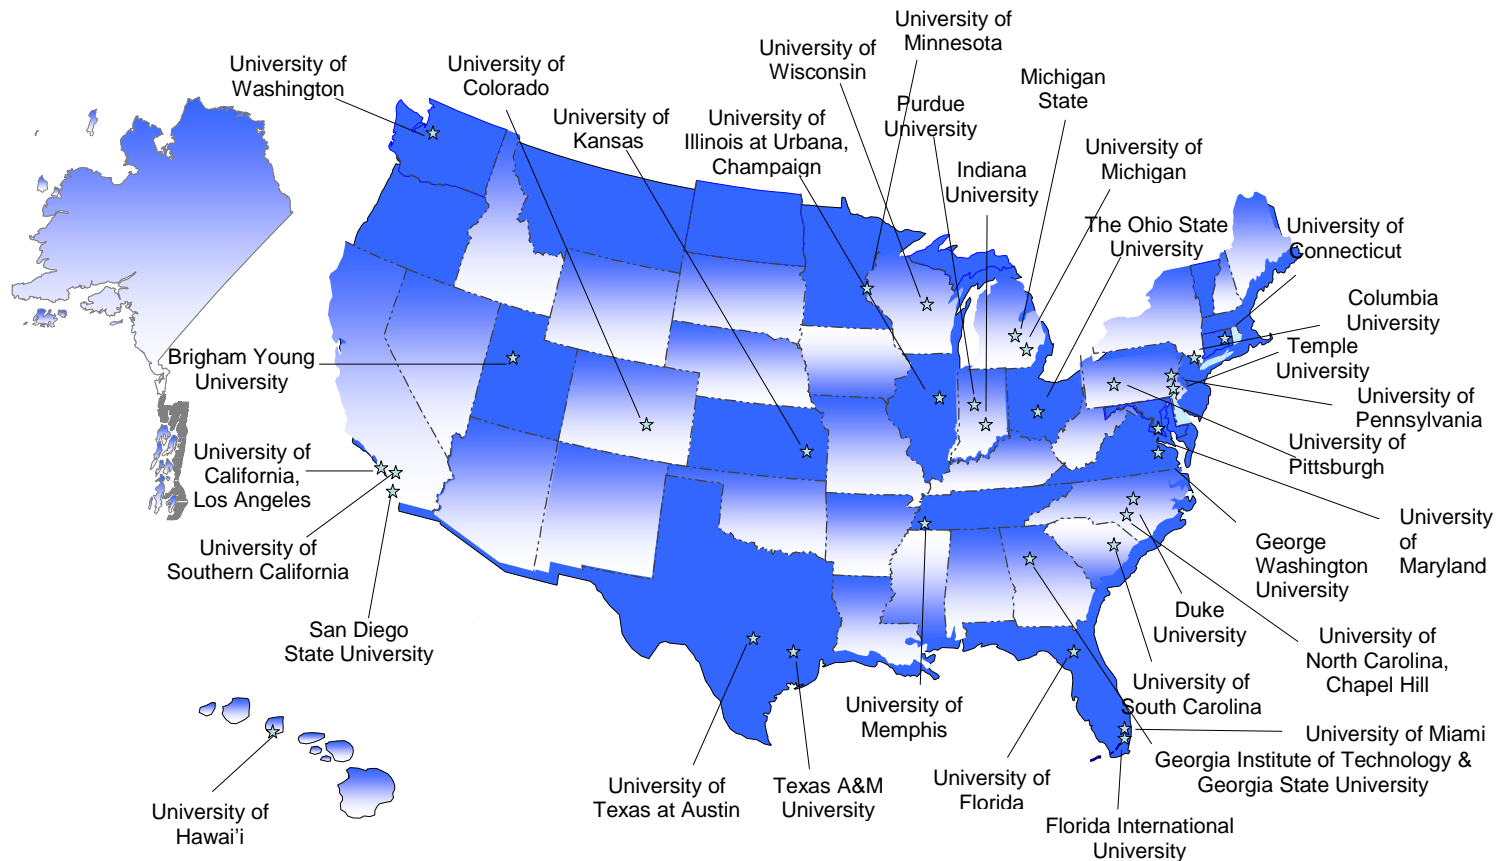 University of
Minnesota
University of
Wisconsin
University of
Washington
University of
Colorado
Michigan
State
Purdue
University
University of
Kansas
University of
Illinois at Urbana,
Champaign
University of
Michigan
Indiana
University
The Ohio State
University
University of
Connecticut
Columbia
University
Temple
University
Brigham Young
University
University of
Pennsylvania
University of
Pittsburgh
University of
California,
Los Angeles
University
of
Maryland
University of
Southern California
George
Washington
University
Duke
University
San Diego
State University
University of
North Carolina,
Chapel Hill
University of
South Carolina
University of
Memphis
University of Miami
Georgia Institute of Technology &
Georgia State University
University of
Texas at Austin
Texas A&M
University
University of
Florida
University of
Hawai'i
Florida International
University